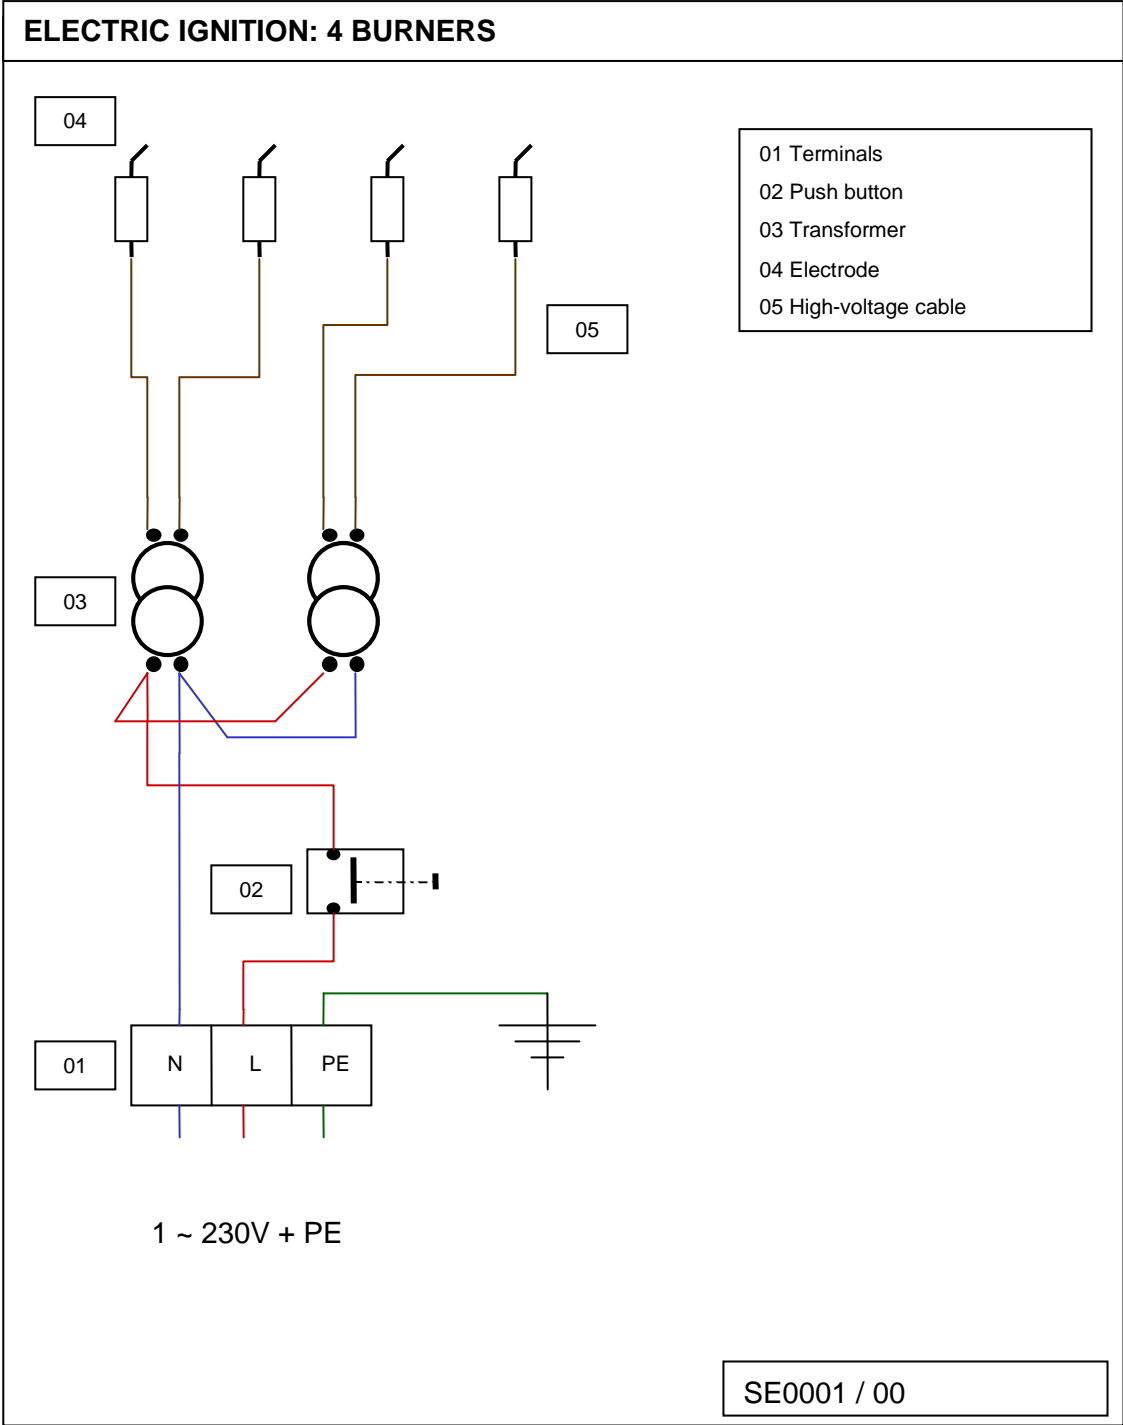 ELECTRIC IGNITION: 4 BURNERS
04
01 Terminals
02 Push button
03 Transformer
04 Electrode
05 High-voltage cable
05
03
02
01
N
L
PE
1 ~ 230V + PE
SE0001 / 00